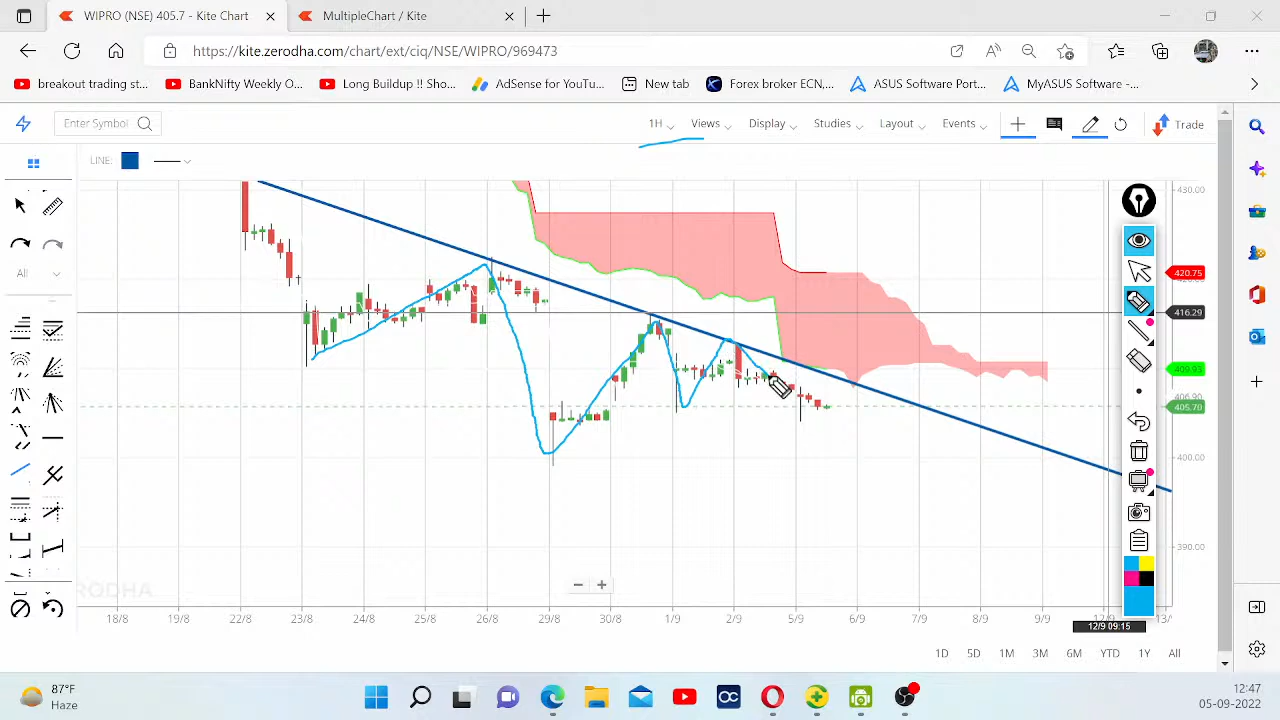 WIPRO (NSE) 405.7 - Kite Chart
MultipleChart / Kite
https://kite.zerodha.com/chart/ext/ciq/NSE/WIPRO/969473
breakout trading st...
BankNifty Weekly O...
Long Buildup !! Sho...
AdSense for YouTu...
New tab
Forex broker ECN,...
ASUS Software Port...
MyASUS Software -...
Enter Symbol
1H
Views
Display
Studies
Layout
Events
Trade
LINE:
All
430.00
420.75
416.29
409.93
406.90
405.70
400.00
390.00
18/8 19/8 22/8 23/8 24/8 25/8 26/8 29/8 30/8 1/9 2/9 5/9 6/9 7/9 8/9 9/9
12/9 09:15
1D 5D 1M 3M 6M YTD 1Y All
87°F
Haze
12:47
05-09-2022